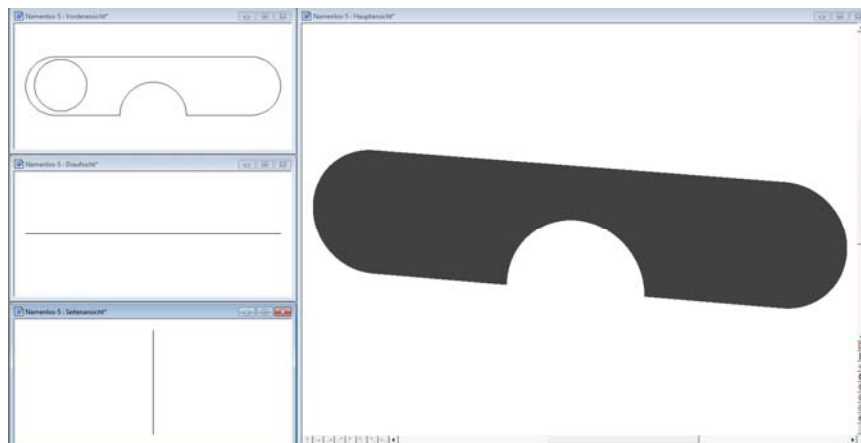 Namenlos-5 : Vorderansicht*
Namenlos-5 : Hauptansicht*
Namenlos-5 : Draufsicht*
Namenlos-5 : Seitenansicht*